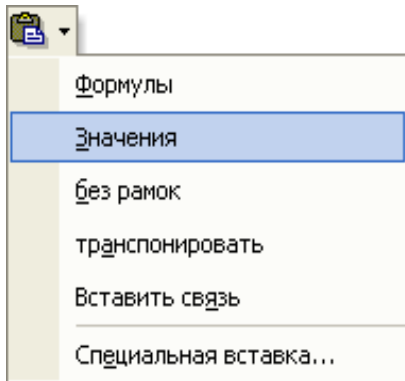 Формулы
Значения
без рамок
транспонировать
Вставить связь
Специальная вставка...